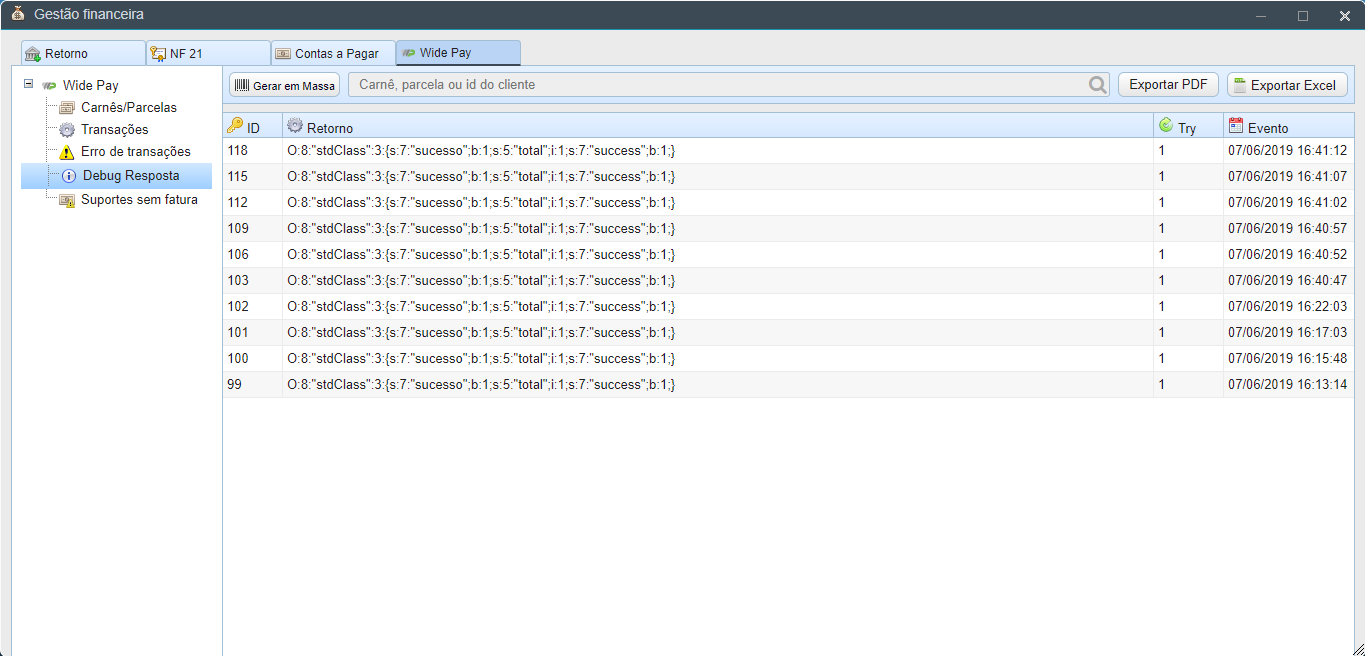 Gestão financeira
Retorno NF 21 Contas a Pagar Wide Pay
Wide Pay
Carnês/Parcelas
Transações
Erro de transações
Debug Resposta
Suportes sem fatura
Gerar em Massa Carnê, parcela ou id do cliente Exportar PDF Exportar Excel
ID Retorno Try Evento
118 O:8:"stdClass":3:{s:7:"sucesso";b:1;s:5:"total";i:1;s:7:"success";b:1;} 1 07/06/2019 16:41:12
115 O:8:"stdClass":3:{s:7:"sucesso";b:1;s:5:"total";i:1;s:7:"success";b:1;} 1 07/06/2019 16:41:07
112 O:8:"stdClass":3:{s:7:"sucesso";b:1;s:5:"total";i:1;s:7:"success";b:1;} 1 07/06/2019 16:41:02
109 O:8:"stdClass":3:{s:7:"sucesso";b:1;s:5:"total";i:1;s:7:"success";b:1;} 1 07/06/2019 16:40:57
106 O:8:"stdClass":3:{s:7:"sucesso";b:1;s:5:"total";i:1;s:7:"success";b:1;} 1 07/06/2019 16:40:52
103 O:8:"stdClass":3:{s:7:"sucesso";b:1;s:5:"total";i:1;s:7:"success";b:1;} 1 07/06/2019 16:40:47
102 O:8:"stdClass":3:{s:7:"sucesso";b:1;s:5:"total";i:1;s:7:"success";b:1;} 1 07/06/2019 16:22:03
101 O:8:"stdClass":3:{s:7:"sucesso";b:1;s:5:"total";i:1;s:7:"success";b:1;} 1 07/06/2019 16:17:03
100 O:8:"stdClass":3:{s:7:"sucesso";b:1;s:5:"total";i:1;s:7:"success";b:1;} 1 07/06/2019 16:15:48
99 O:8:"stdClass":3:{s:7:"sucesso";b:1;s:5:"total";i:1;s:7:"success";b:1;} 1 07/06/2019 16:13:14